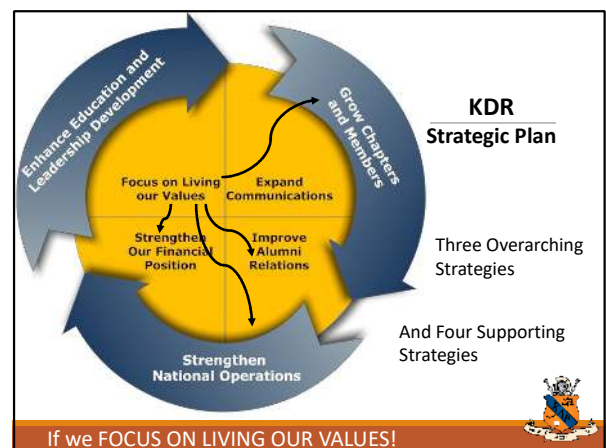 KDR
Strategic Plan
Enhance Education and
Leadership Development
Grow Chapters
and Members
Focus on Living
our Values
Expand
Communications
Strengthen
Our Financial
Position
Improve
Alumni
Relations
Three Overarching
Strategies
And Four Supporting
Strategies
Strengthen
National Operations
If we FOCUS ON LIVING OUR VALUES!